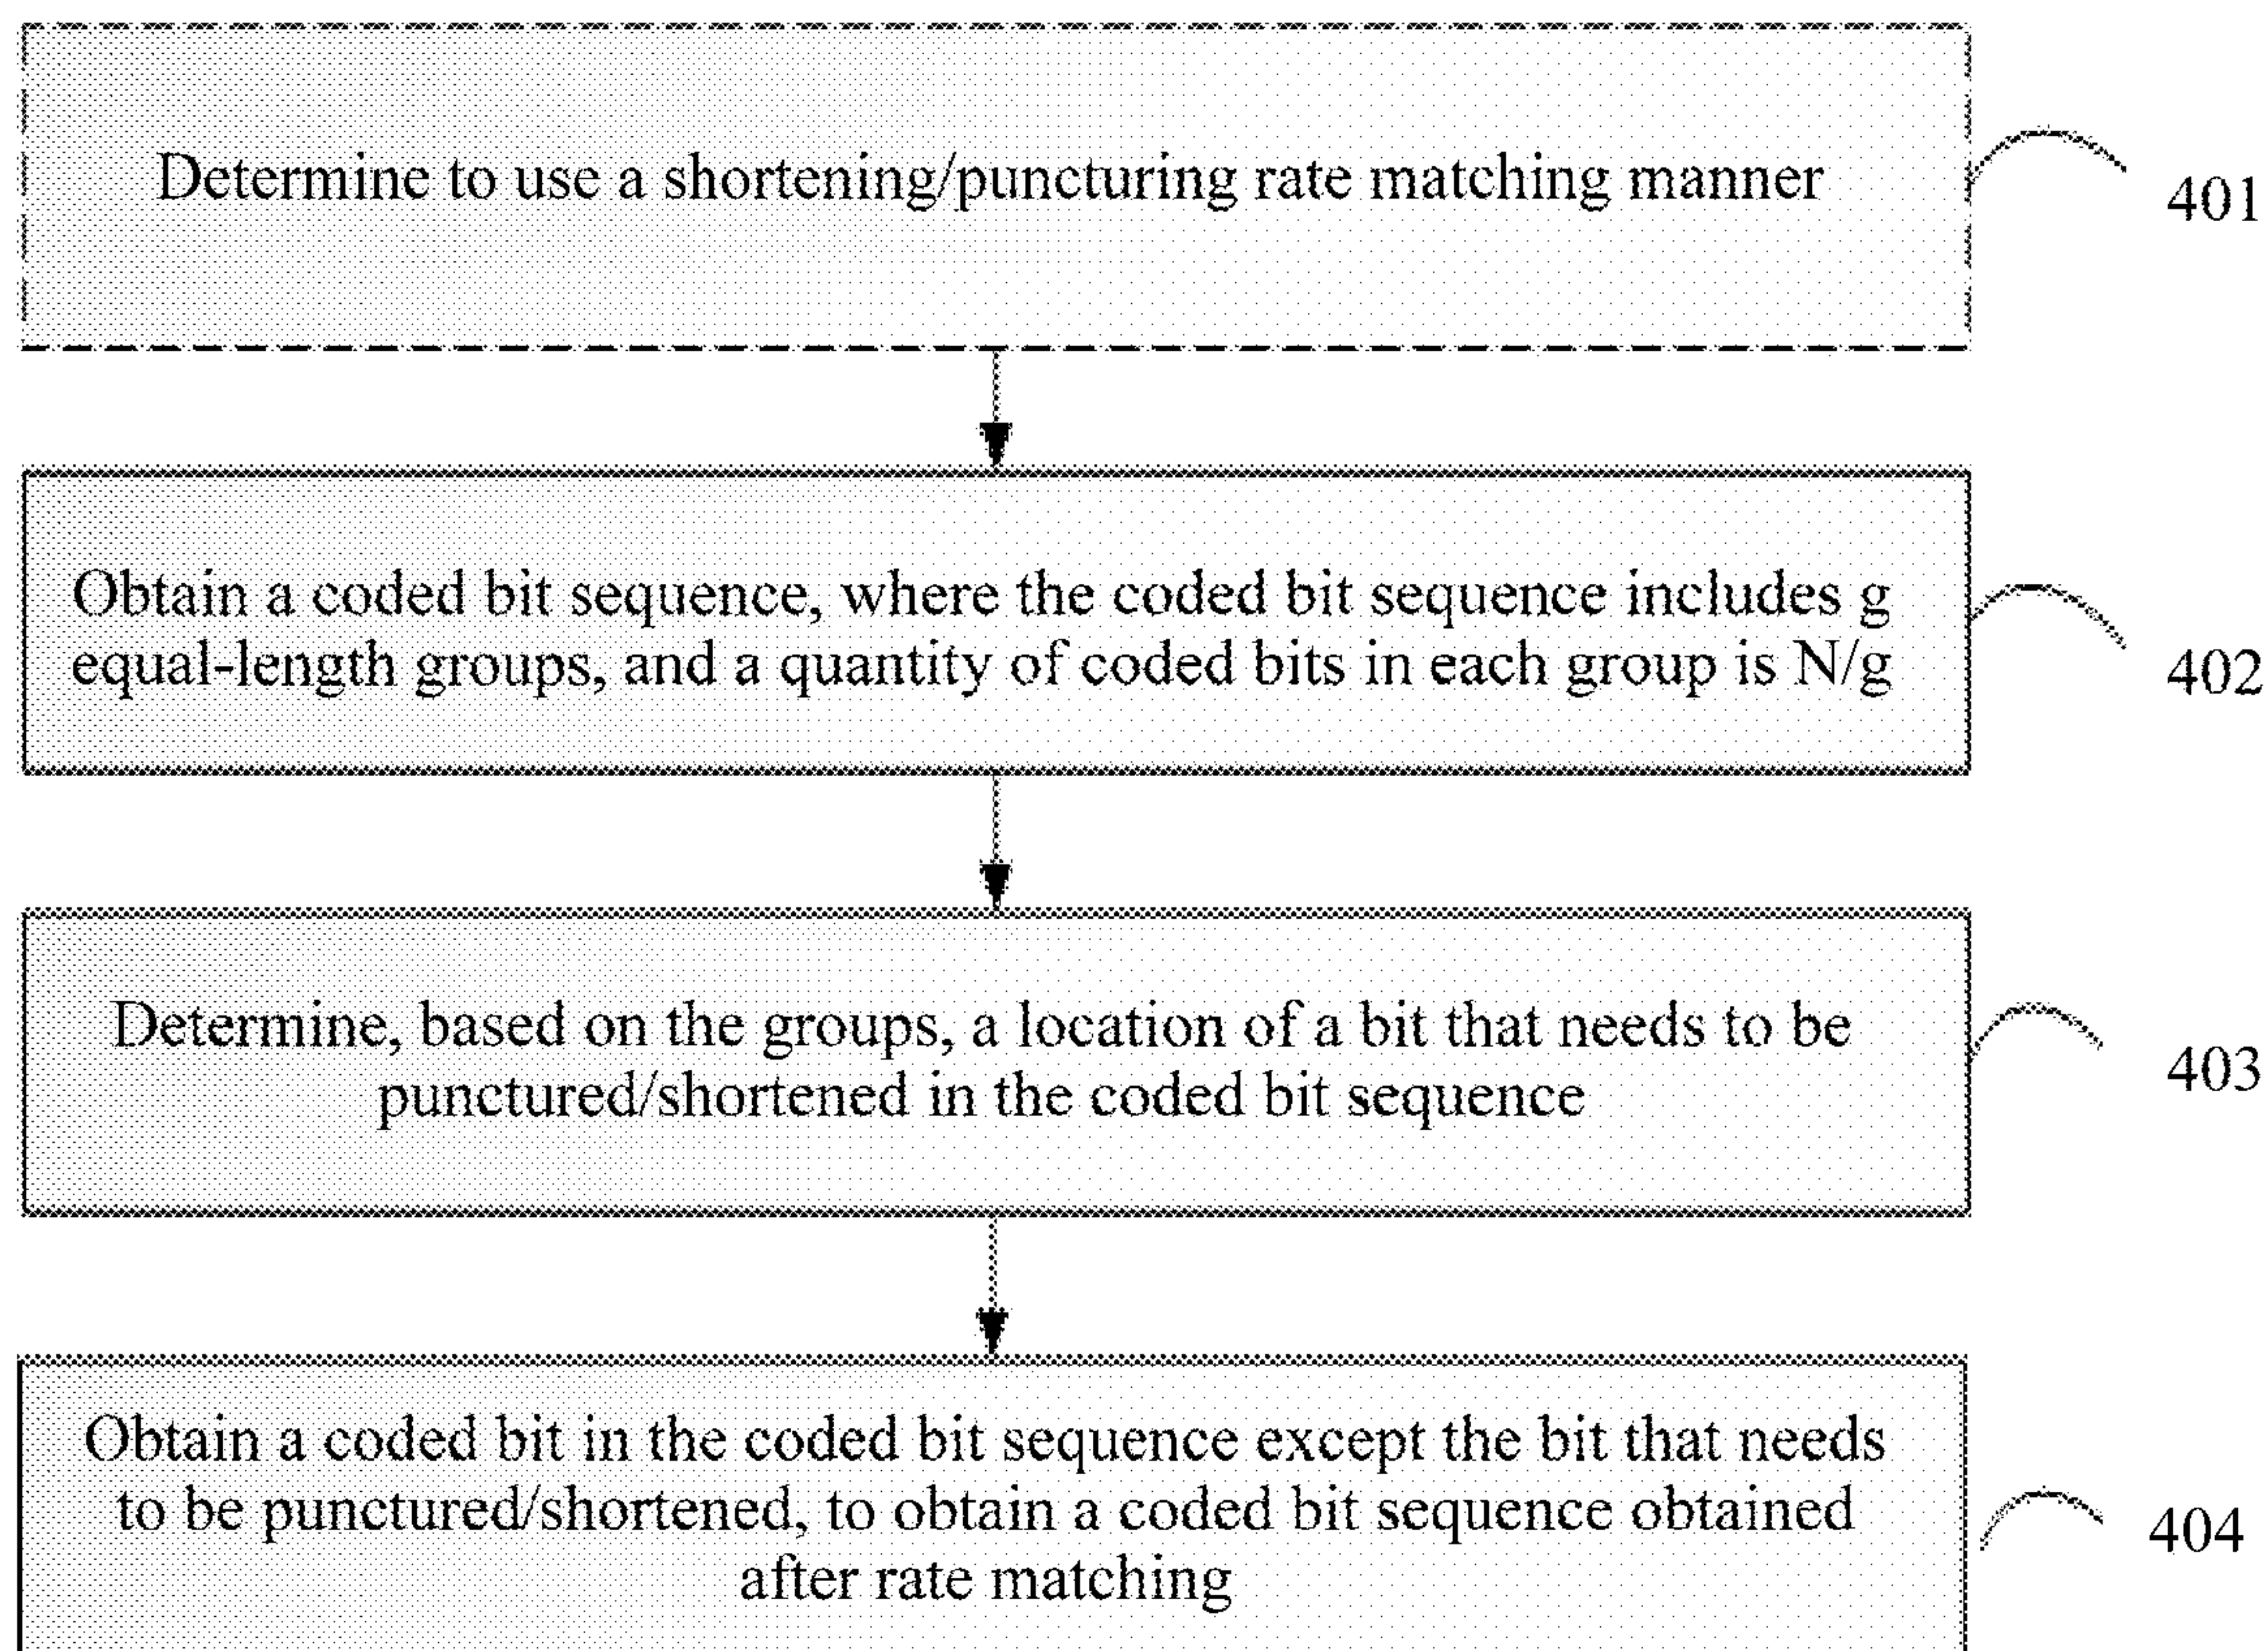 Determine to use a shortening/puncturing rate matching manner
401
Obtain a coded bit sequence, where the coded bit sequence includes g
equal-length groups, and a quantity of coded bits in each group is N/g
402
Determine, based on the groups, a location of a bit that needs to be
punctured/shortened in the coded bit sequence
403
Obtain a coded bit in the coded bit sequence except the bit that needs
to be punctured/shortened, to obtain a coded bit sequence obtained
after rate matching
404